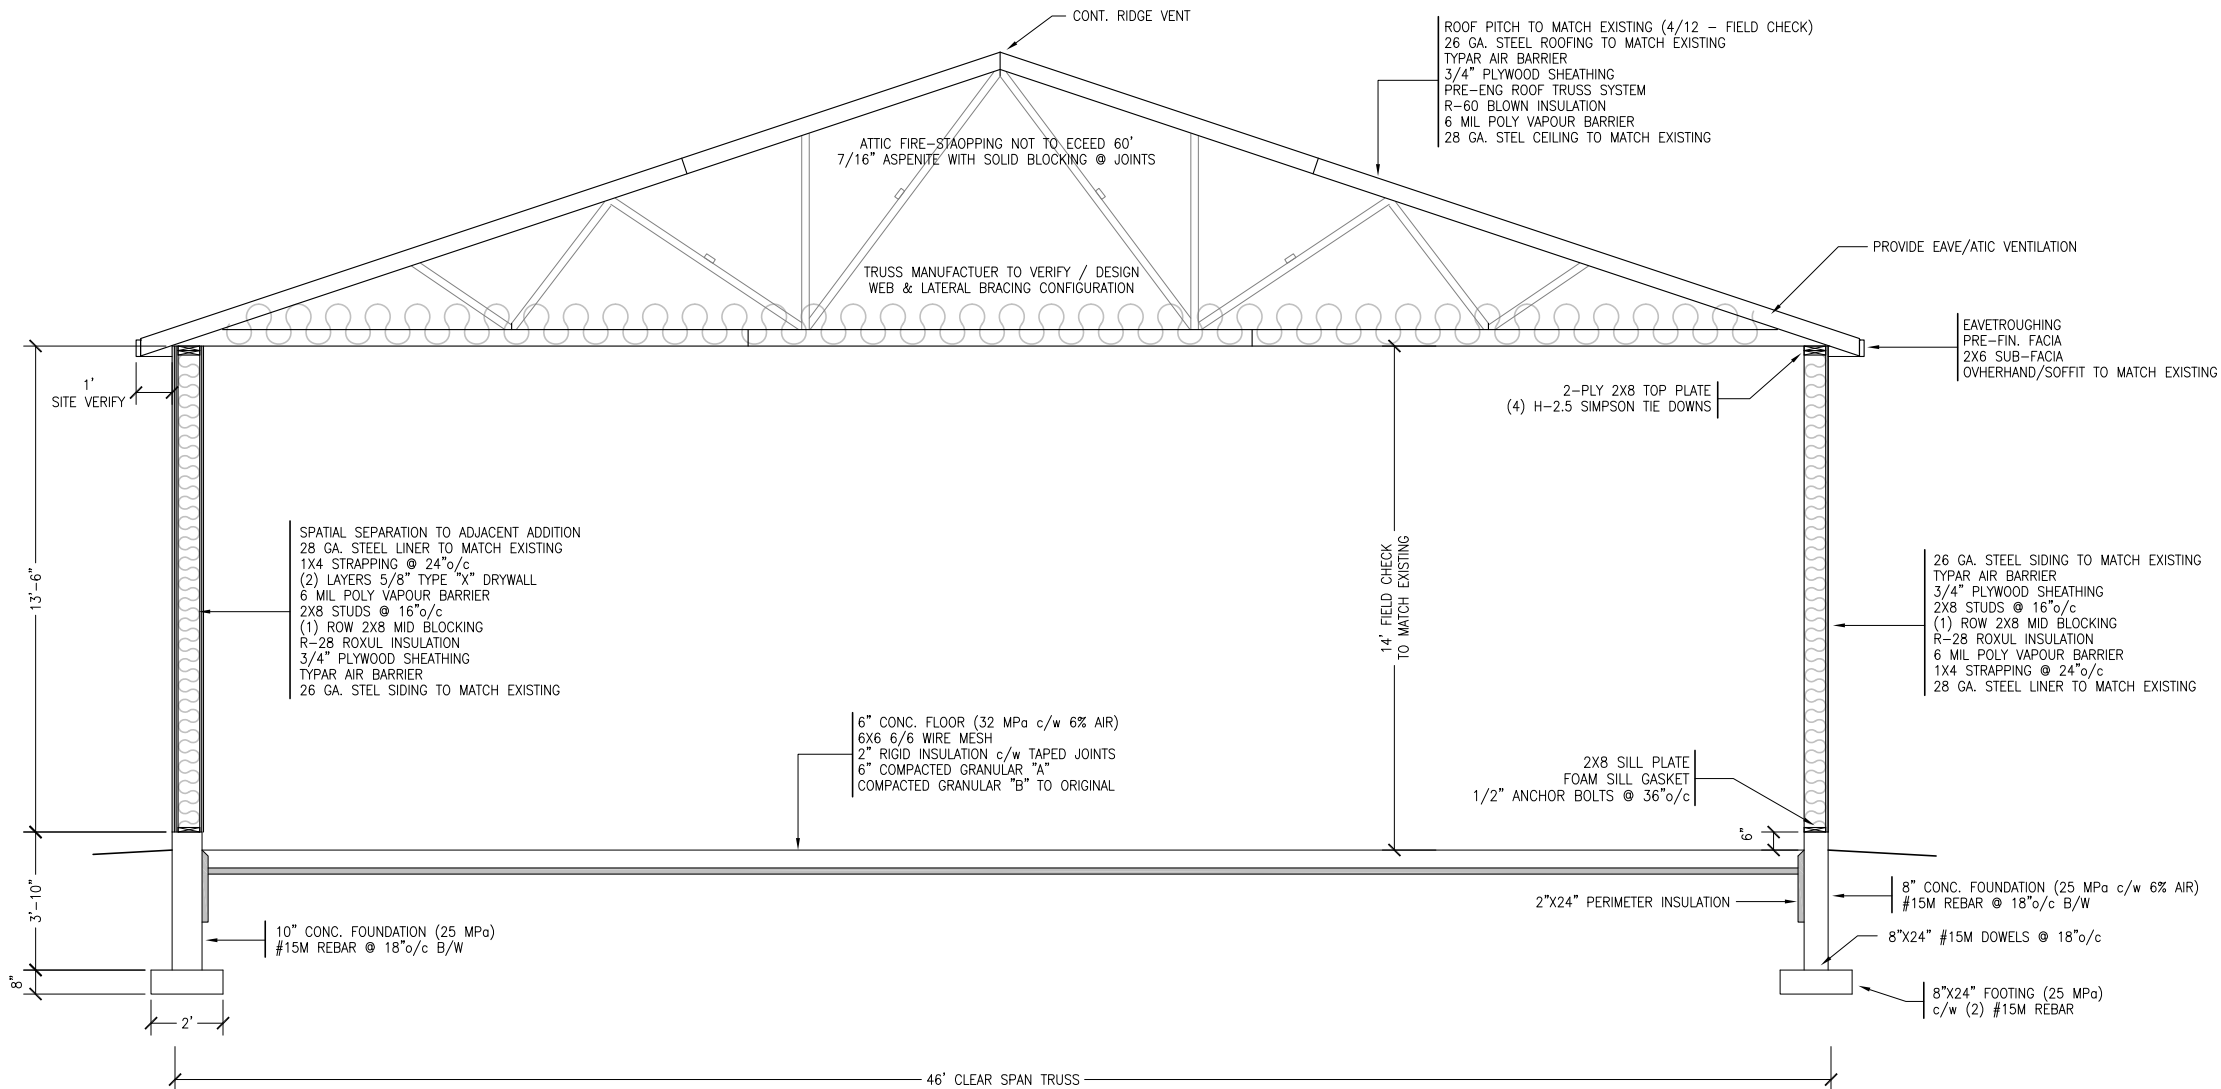 CONT. RIDGE VENT
ROOF PITCH TO MATCH EXISTING (4/12 - FIELD CHECK)
26 GA. STEEL ROOFING TO MATCH EXISTING
TYPAR AIR BARRIER
3/4" PLYWOOD SHEATHING
PRE-ENG ROOF TRUSS SYSTEM
R-60 BLOWN INSULATION
6 MIL POLY VAPOUR BARRIER
28 GA. STEL CEILING TO MATCH EXISTING
ATTIC FIRE-STAOPPING NOT TO ECEED 60'
7/16" ASPENITE WITH SOLID BLOCKING @ JOINTS
PROVIDE EAVE/ATIC VENTILATION
TRUSS MANUFACTUER TO VERIFY / DESIGN
WEB & LATERAL BRACING CONFIGURATION
EAVETROUGHING
PRE-FIN. FACIA
2X6 SUB-FACIA
OVHERHAND/SOFFIT TO MATCH EXISTING
1'
SITE VERIFY
2-PLY 2X8 TOP PLATE
(4) H-2.5 SIMPSON TIE DOWNS
13'-6"
SPATIAL SEPARATION TO ADJACENT ADDITION
28 GA. STEEL LINER TO MATCH EXISTING
1X4 STRAPPING @ 24"o/c
(2) LAYERS 5/8" TYPE "X" DRYWALL
6 MIL POLY VAPOUR BARRIER
2X8 STUDS @ 16"o/c
(1) ROW 2X8 MID BLOCKING
R-28 ROXUL INSULATION
3/4" PLYWOOD SHEATHING
TYPAR AIR BARRIER
26 GA. STEL SIDING TO MATCH EXISTING
14' FIELD CHECK
TO MATCH EXISTING
26 GA. STEEL SIDING TO MATCH EXISTING
TYPAR AIR BARRIER
3/4" PLYWOOD SHEATHING
2X8 STUDS @ 16"o/c
(1) ROW 2X8 MID BLOCKING
R-28 ROXUL INSULATION
6 MIL POLY VAPOUR BARRIER
1X4 STRAPPING @ 24"o/c
28 GA. STEEL LINER TO MATCH EXISTING
6" CONC. FLOOR (32 MPa c/w 6% AIR)
6X6 6/6 WIRE MESH
2" RIGID INSULATION c/w TAPED JOINTS
6" COMPACTED GRANULAR "A"
COMPACTED GRANULAR "B" TO ORIGINAL
2X8 SILL PLATE
FOAM SILL GASKET
1/2" ANCHOR BOLTS @ 36"o/c
6"
3'-10"
10" CONC. FOUNDATION (25 MPa)
#15M REBAR @ 18"o/c B/W
2"X24" PERIMETER INSULATION
8" CONC. FOUNDATION (25 MPa c/w 6% AIR)
#15M REBAR @ 18"o/c B/W
8"X24" #15M DOWELS @ 18"o/c
8"
8"X24" FOOTING (25 MPa)
c/w (2) #15M REBAR
2'
46' CLEAR SPAN TRUSS